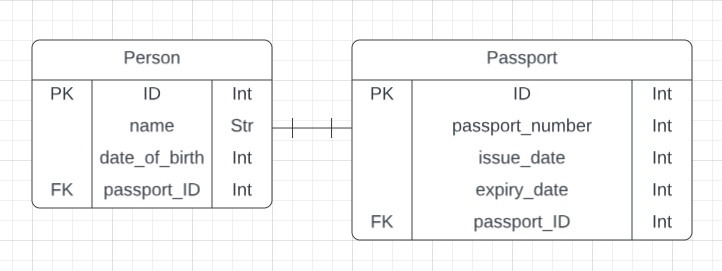 Person
PK ID Int
name Str
date_of_birth Int
FK passport_ID Int
Passport
PK ID Int
passport_number Int
issue_date Int
expiry_date Int
FK passport_ID Int